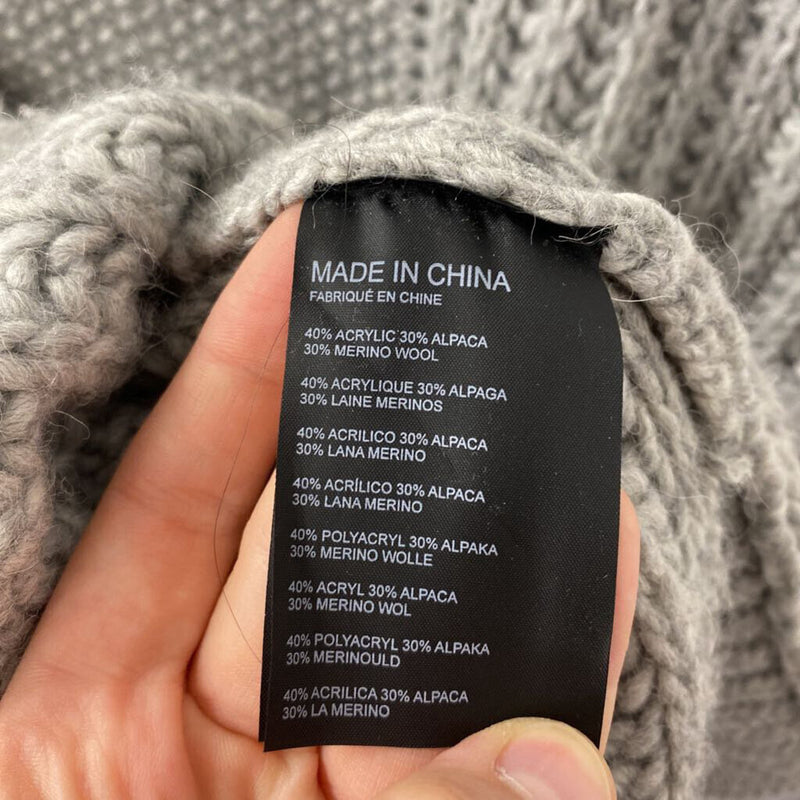 MADE IN CHINA
FABRIQUÉ EN CHINE
40% ACRYLIC 30% ALPACA
30% MERINO WOOL
40% ACRYLIQUE 30% ALPAGA
30% LAINE MERINOS
40% ACRILICO 30% ALPACA
30% LANA MERINO
40% ACRÍLICO 30% ALPACA
30% LANA MERINO
40% POLYACRYL 30% ALPAKA
30% MERINO WOLLE
40% ACRYL 30% ALPACA
30% MERINO WOL
40% POLYACRYL 30% ALPAKA
30% MERINOULD
40% ACRILICA 30% ALPACA
30% LA MERINO